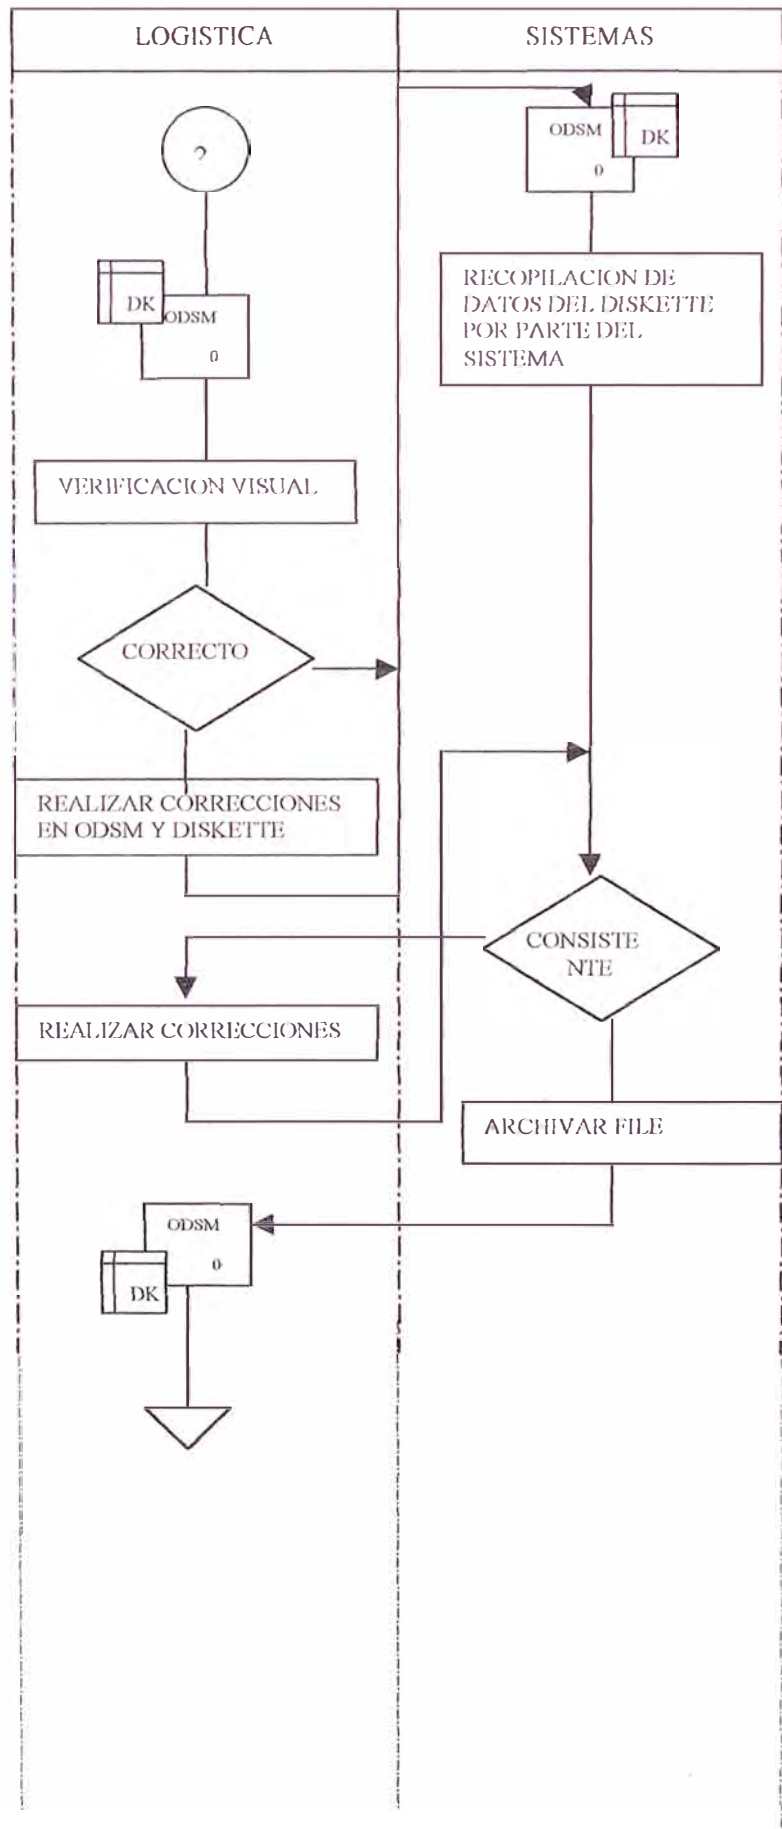 LOGISTICA
SISTEMAS
DK
ODSM
0
VERIFICACION VISUAL
CORRECTO
REALIZAR CORRECCIONES
EN ODSM Y DISKETTE
REALIZAR CORRECCIONES
ODSM
0
DK
ODSM
DK
0
RECOPILACION DE
DATOS DEL DISKETTE
POR PARTE DEL
SISTEMA
CONSISTE
NTE
ARCHIVAR FILE